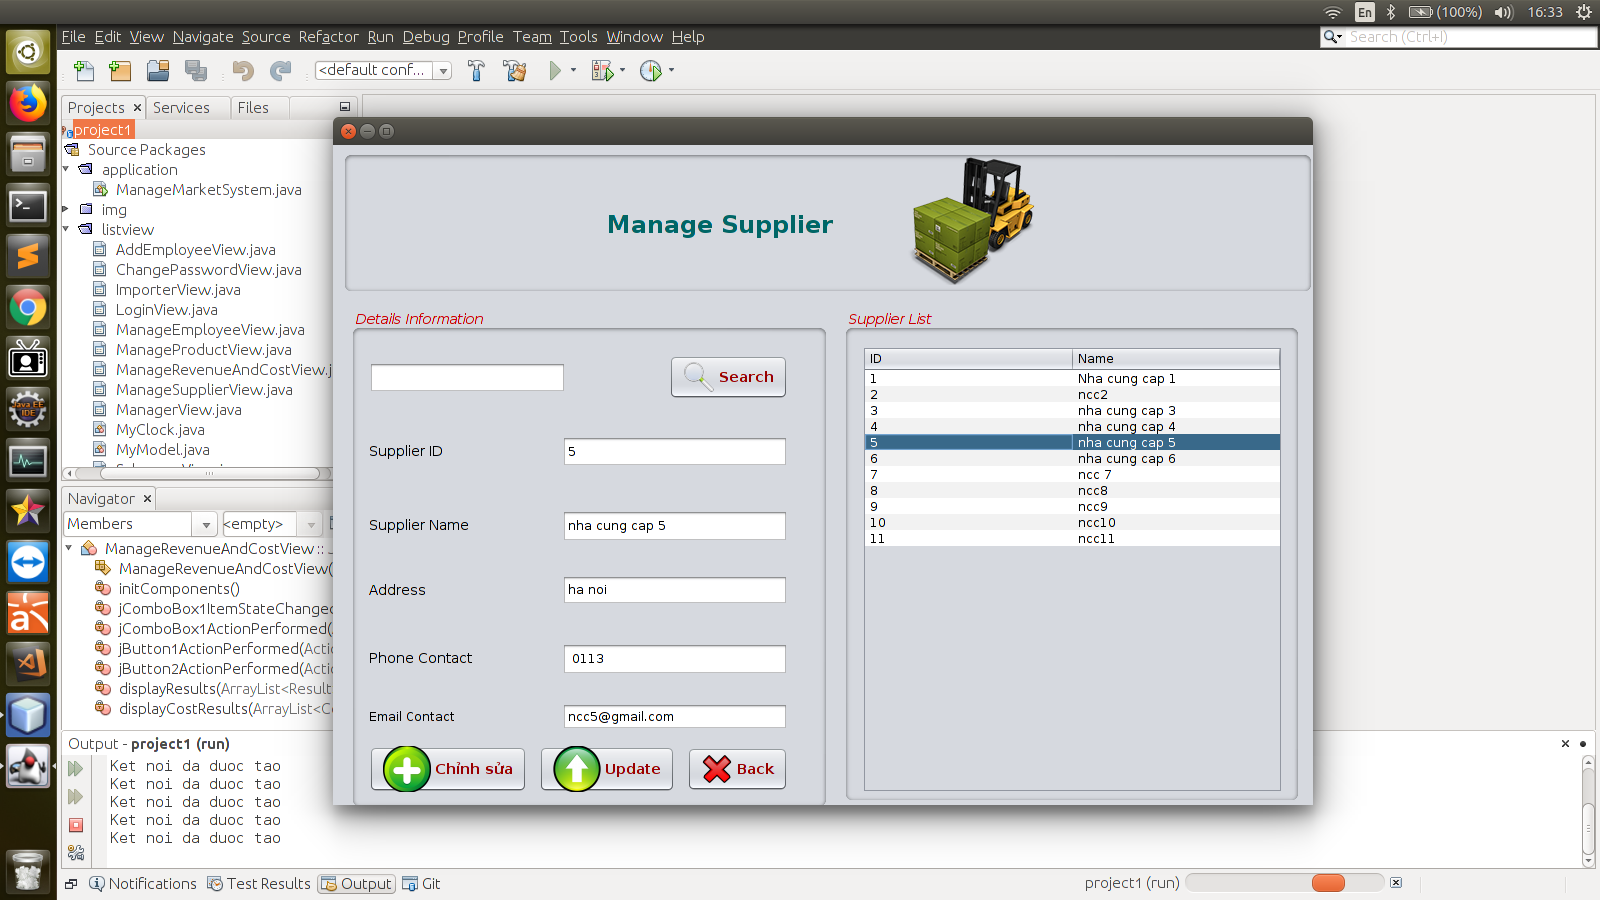 En (100%) 16:33
File Edit View Navigate Source Refactor Run Debug Profile Team Tools Window Help
Search (Ctrl+I)
<default conf...
Projects Services Files
project1
Source Packages
application
ManageMarketSystem.java
img
listview
AddEmployeeView.java
ChangePasswordView.java
ImporterView.java
LoginView.java
ManageEmployeeView.java
ManageProductView.java
ManageRevenueAndCostView.j
ManageSupplierView.java
ManagerView.java
MyClock.java
MyModel.java
Navigator
Members <empty>
ManageRevenueAndCostView :: J
ManageRevenueAndCostView(
initComponents()
jComboBox1ItemStateChanged
jComboBox1ActionPerformed(
jButton1ActionPerformed(Actio
jButton2ActionPerformed(Actio
displayResults(ArrayList<Result
displayCostResults(ArrayList<Co
Manage Supplier
Details Information
Search
Supplier ID 5
Supplier Name nha cung cap 5
Address ha noi
Phone Contact 0113
Email Contact ncc5@gmail.com
Chỉnh sửa Update Back
Supplier List
ID Name
1 Nha cung cap 1
2 ncc2
3 nha cung cap 3
4 nha cung cap 4
5 nha cung cap 5
6 nha cung cap 6
7 ncc 7
8 ncc8
9 ncc9
10 ncc10
11 ncc11
Output - project1 (run)
Ket noi da duoc tao
Ket noi da duoc tao
Ket noi da duoc tao
Ket noi da duoc tao
Ket noi da duoc tao
Notifications Test Results Output Git
project1 (run)